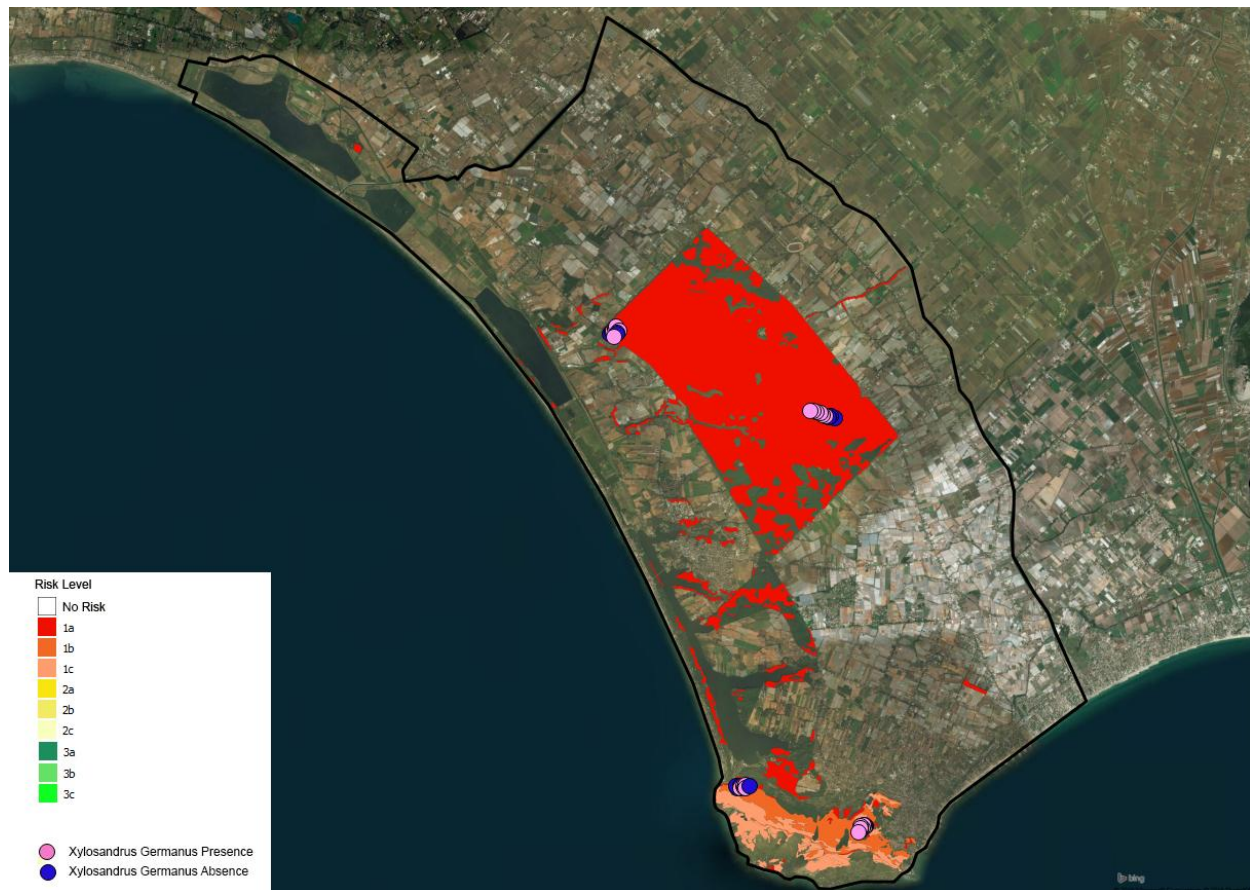 Risk Level
No Risk
1a
1b
1c
2a
2b
2c
3a
3b
3c
Xylosandrus Germanus Presence
Xylosandrus Germanus Absence
bing